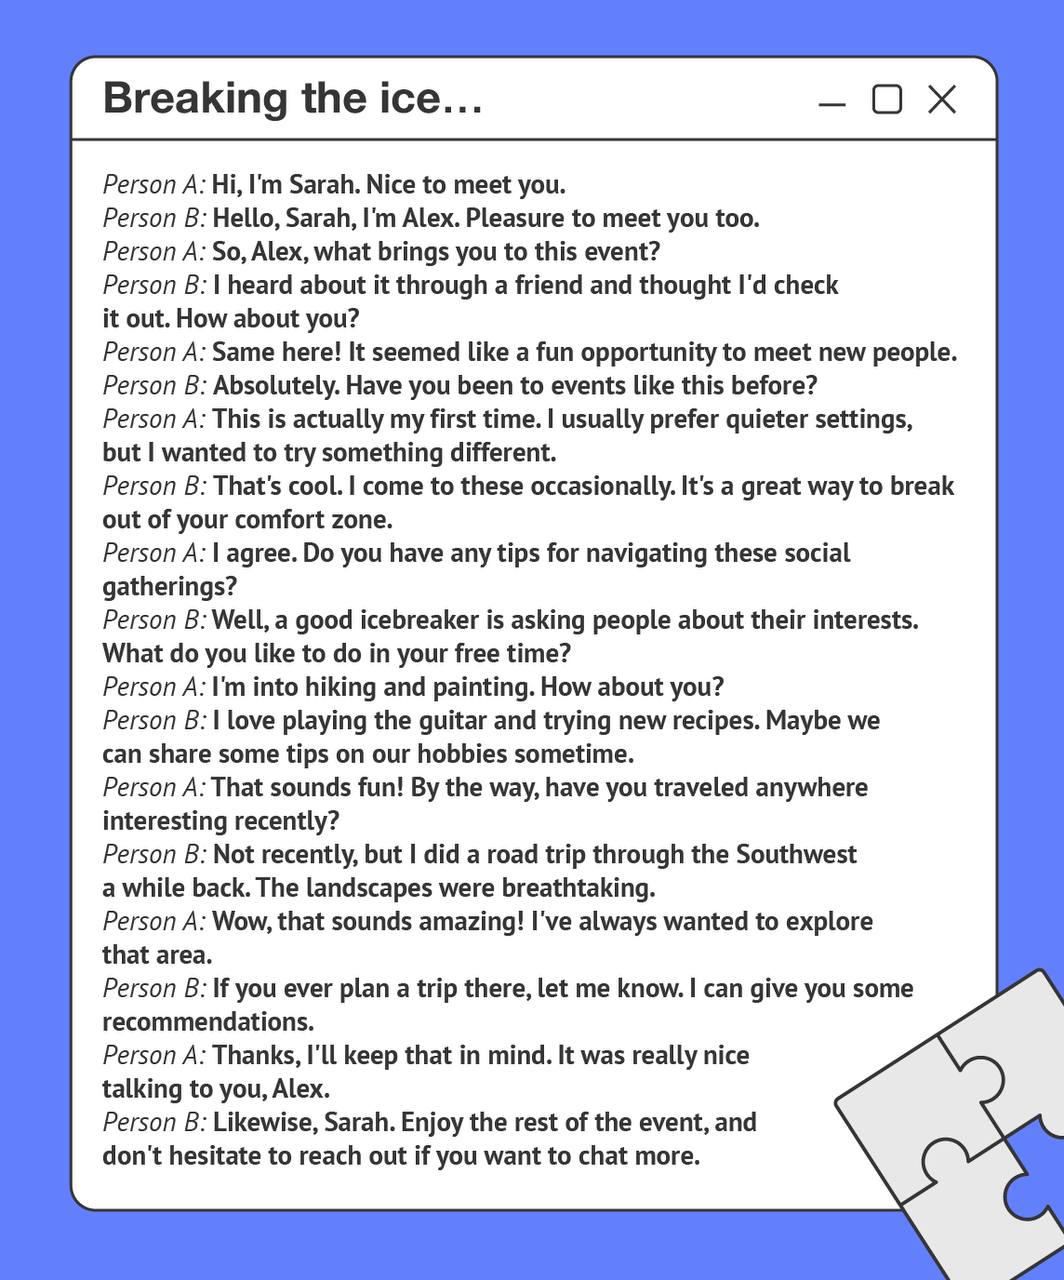 Breaking the ice...
Person A: Hi, I'm Sarah. Nice to meet you.
Person B: Hello, Sarah, I'm Alex. Pleasure to meet you too.
Person A: So, Alex, what brings you to this event?
Person B: I heard about it through a friend and thought I'd check
it out. How about you?
Person A: Same here! It seemed like a fun opportunity to meet new people.
Person B: Absolutely. Have you been to events like this before?
Person A: This is actually my first time. I usually prefer quieter settings,
but I wanted to try something different.
Person B: That's cool. I come to these occasionally. It's a great way to break
out of your comfort zone.
Person A: I agree. Do you have any tips for navigating these social
gatherings?
Person B: Well, a good icebreaker is asking people about their interests.
What do you like to do in your free time?
Person A: I'm into hiking and painting. How about you?
Person B: I love playing the guitar and trying new recipes. Maybe we
can share some tips on our hobbies sometime.
Person A: That sounds fun! By the way, have you traveled anywhere
interesting recently?
Person B: Not recently, but I did a road trip through the Southwest
a while back. The landscapes were breathtaking.
Person A: Wow, that sounds amazing! I've always wanted to explore
that area.
Person B: If you ever plan a trip there, let me know. I can give you some
recommendations.
Person A: Thanks, I'll keep that in mind. It was really nice
talking to you, Alex.
Person B: Likewise, Sarah. Enjoy the rest of the event, and
don't hesitate to reach out if you want to chat more.